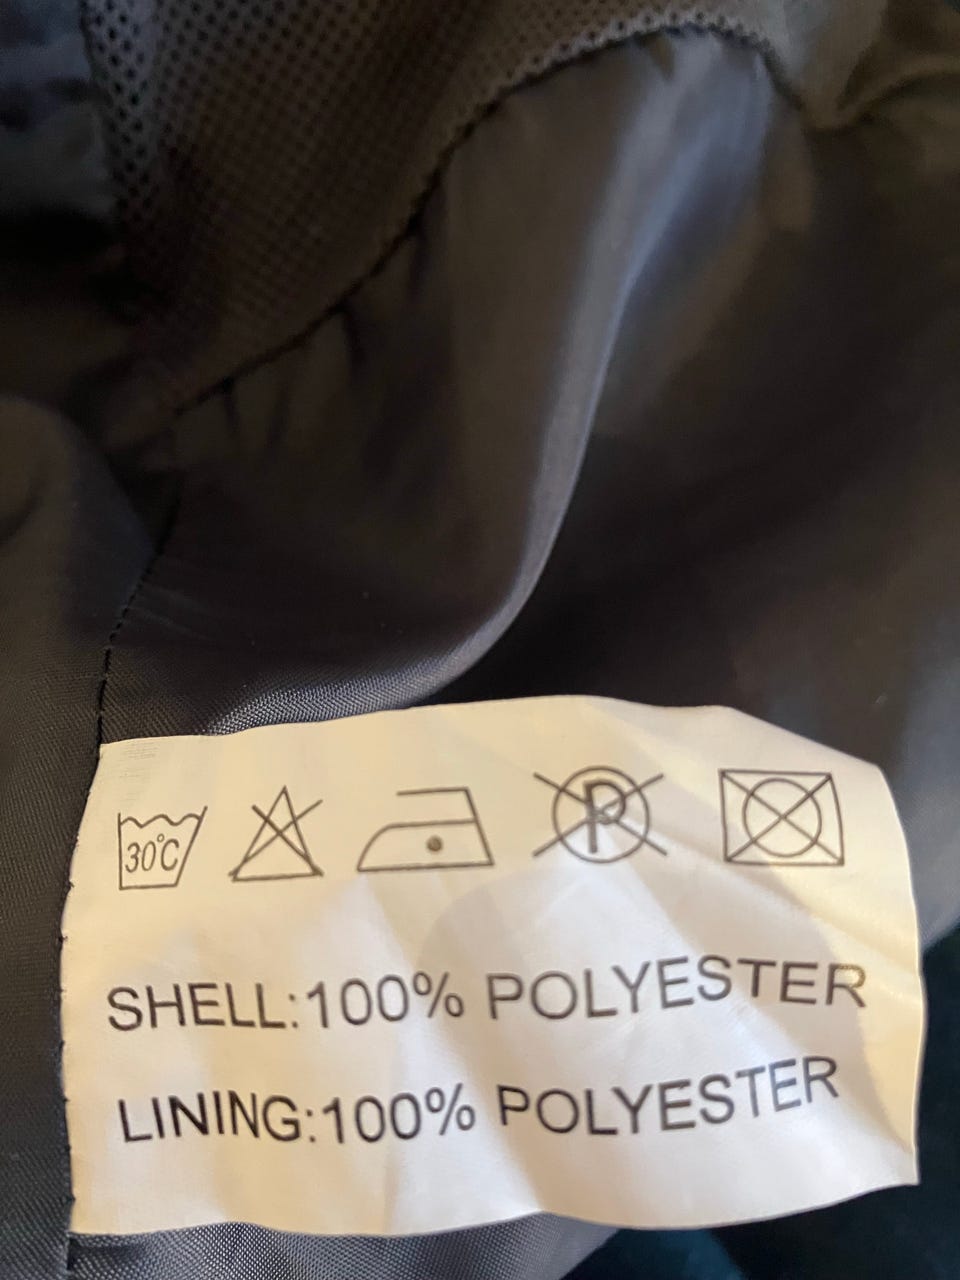 30°C P
SHELL:100% POLYESTER
LINING:100% POLYESTER